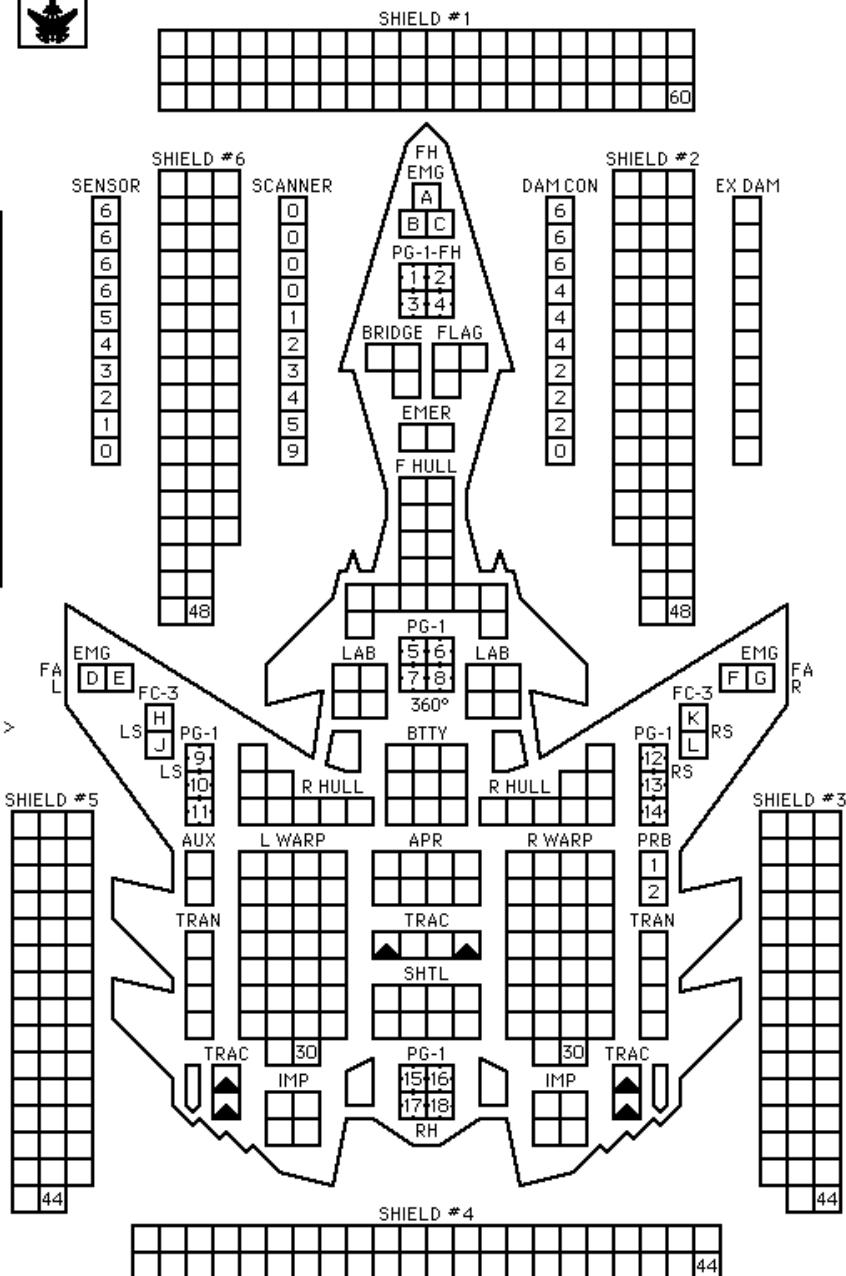 SHIELD #1
60
SHIELD #6
SHIELD #2
SENSOR
SCANNER
DAM CON
EX DAM
6
6
6
6
5
4
3
2
1
0
0
0
0
0
1
2
3
4
5
9
6
6
6
4
4
4
2
2
2
0
48
48
FH
EMG
A
B C
PG-1-FH
1 2
3 4
BRIDGE FLAG
EMER
F HULL
PG-1
5 6
7 8
360°
LAB
LAB
EMG
D E
FA
L
FC-3
H
J
LS
PG-1
9
10
11
LS
EMG
F G
FA
R
FC-3
K
L
RS
PG-1
12
13
14
RS
>
BTTY
R HULL
R HULL
SHIELD #5
SHIELD #3
AUX
L WARP
APR
R WARP
PRB
1
2
TRAN
TRAC
TRAN
SHTL
30
30
TRAC
PG-1
TRAC
15 16
17 18
RH
IMP
IMP
44
44
SHIELD #4
44